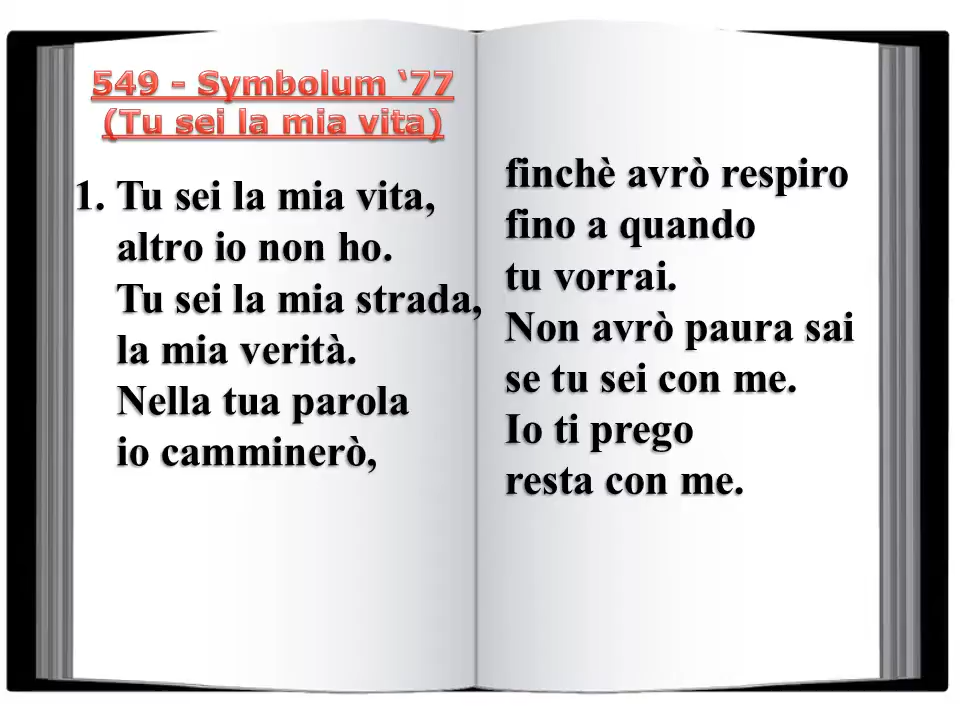 549 - Symbolum ‘77
(Tu sei la mia vita)
1. Tu sei la mia vita,
altro io non ho.
Tu sei la mia strada,
la mia verità.
Nella tua parola
io camminerò,
finchè avrò respiro
fino a quando
tu vorrai.
Non avrò paura sai
se tu sei con me.
Io ti prego
resta con me.